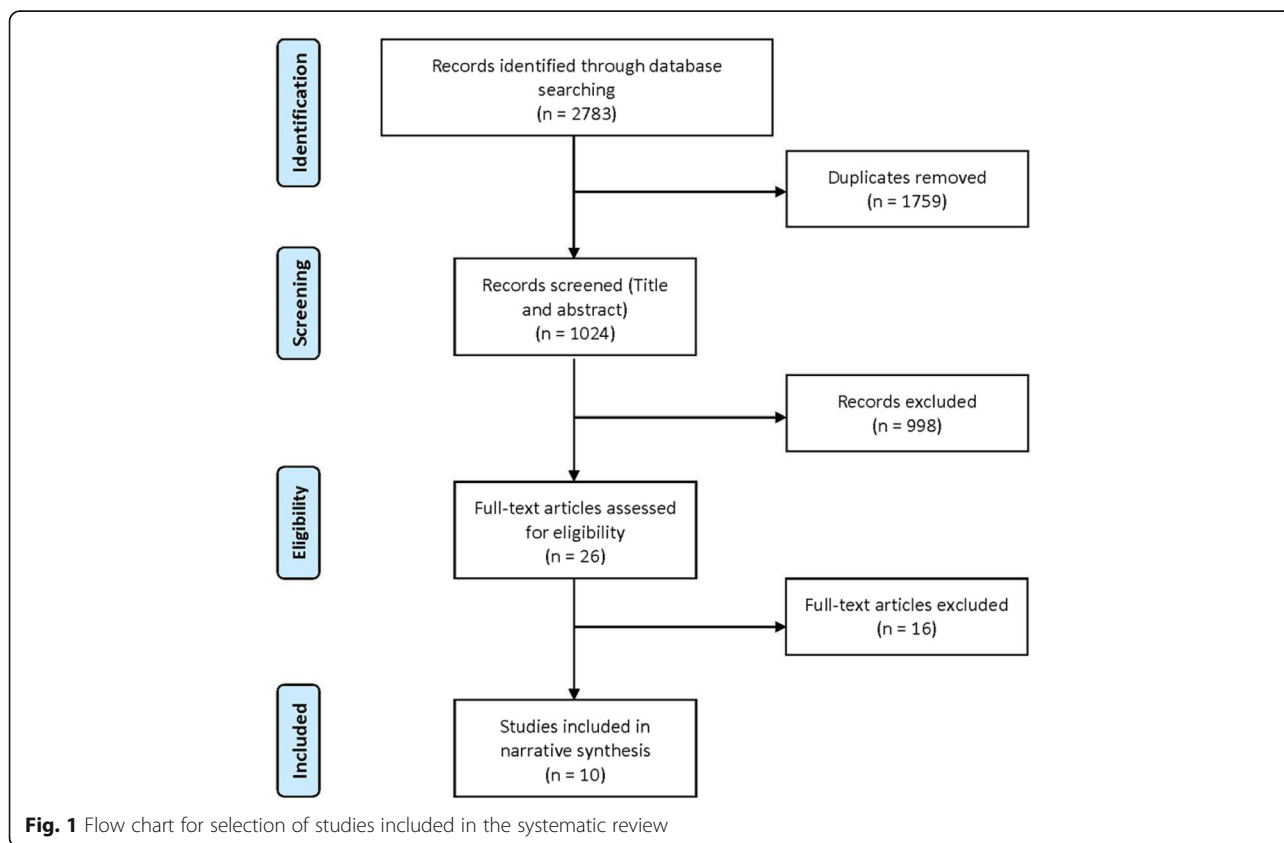 Identification
Records identified through database
searching
(n = 2783)
Duplicates removed
(n = 1759)
Screening
Records screened (Title
and abstract)
(n = 1024)
Records excluded
(n = 998)
Eligibility
Full-text articles assessed
for eligibility
(n = 26)
Full-text articles excluded
(n = 16)
Included
Studies included in
narrative synthesis
(n = 10)
Fig. 1 Flow chart for selection of studies included in the systematic review